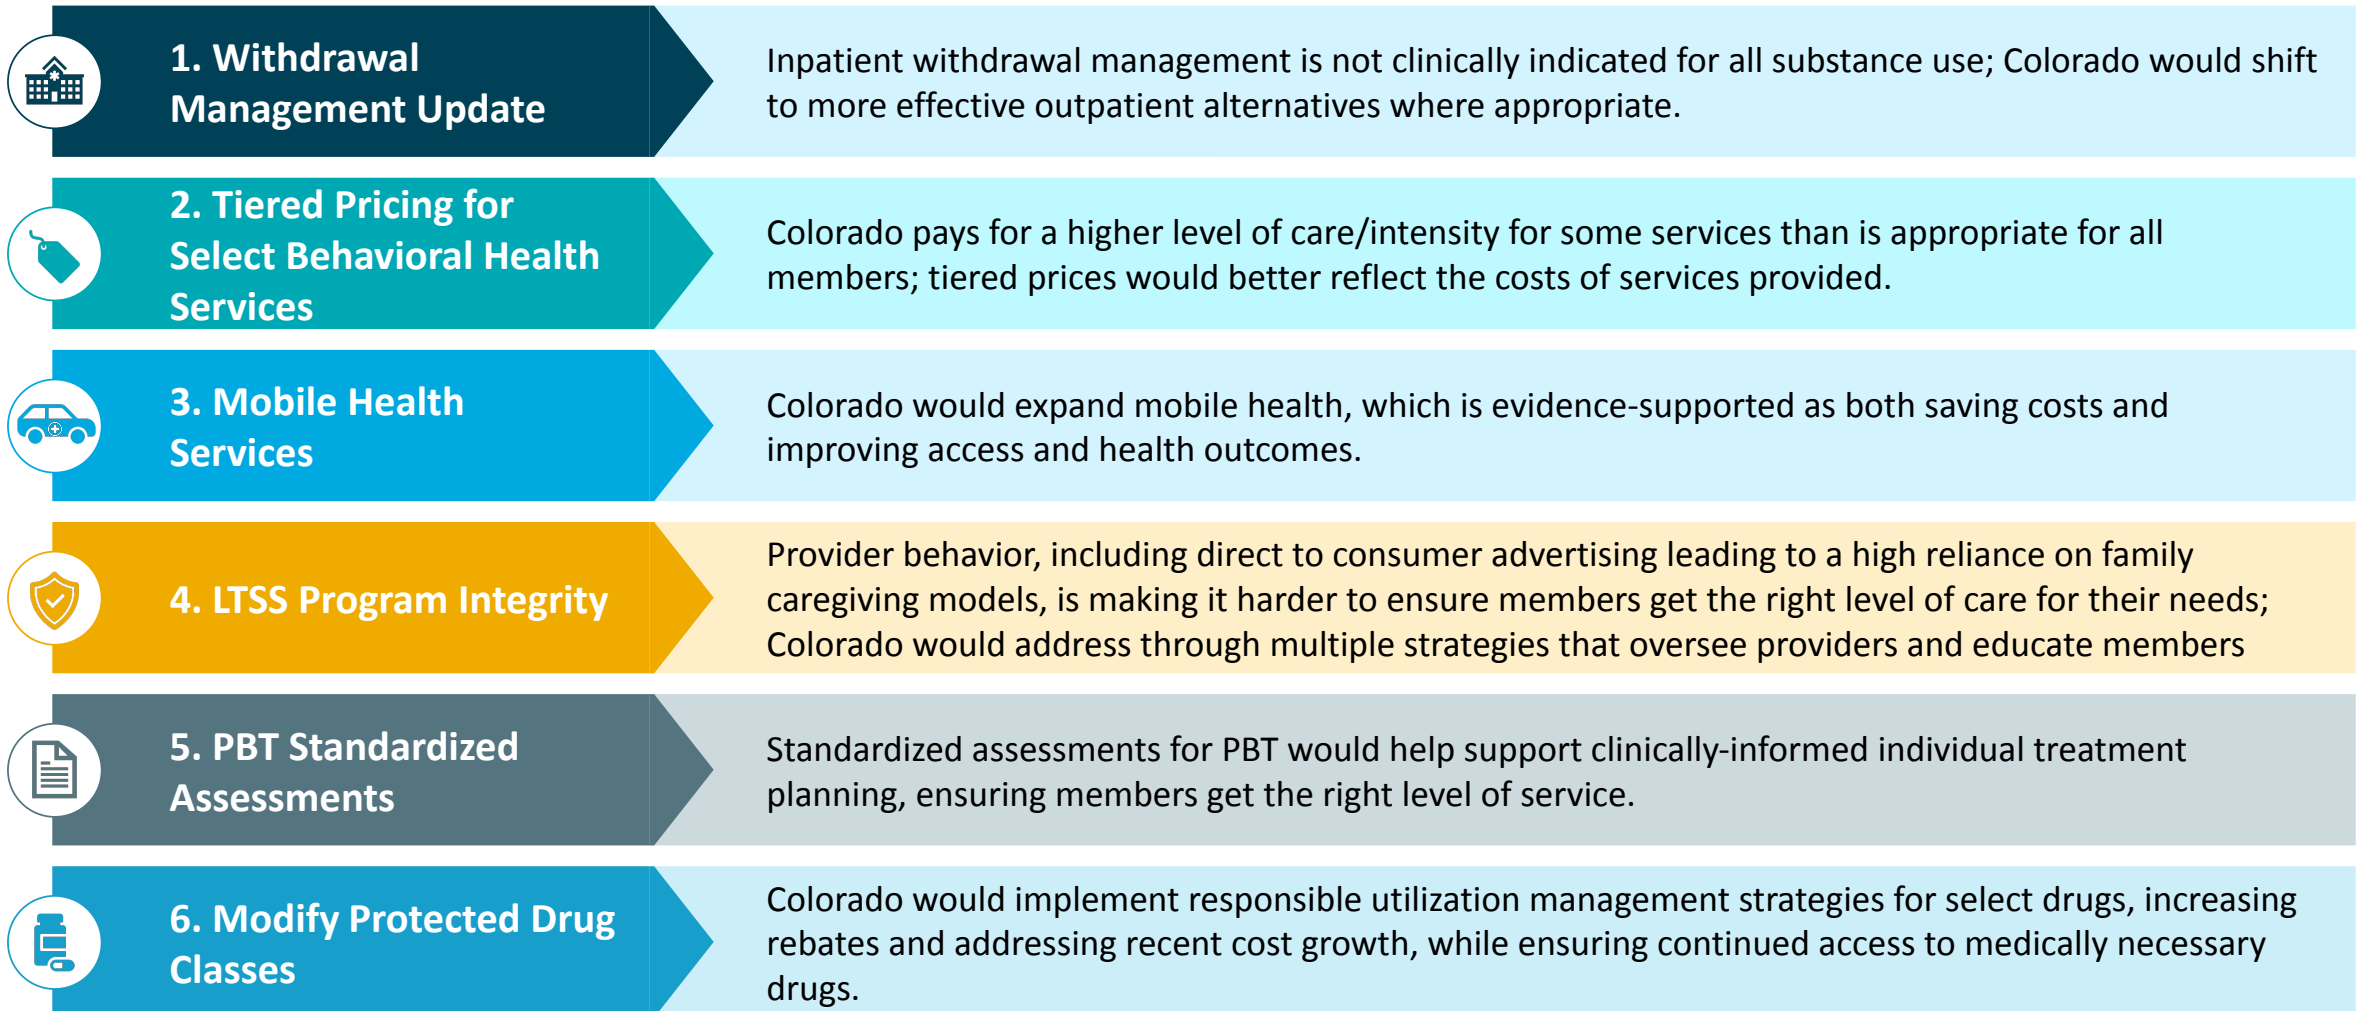 1. Withdrawal
Management Update
Inpatient withdrawal management is not clinically indicated for all substance use; Colorado would shift
to more effective outpatient alternatives where appropriate.
2. Tiered Pricing for
Select Behavioral Health
Services
Colorado pays for a higher level of care/intensity for some services than is appropriate for all
members; tiered prices would better reflect the costs of services provided.
3. Mobile Health
Services
Colorado would expand mobile health, which is evidence-supported as both saving costs and
improving access and health outcomes.
4. LTSS Program Integrity
Provider behavior, including direct to consumer advertising leading to a high reliance on family
caregiving models, is making it harder to ensure members get the right level of care for their needs;
Colorado would address through multiple strategies that oversee providers and educate members
5. PBT Standardized
Assessments
Standardized assessments for PBT would help support clinically-informed individual treatment
planning, ensuring members get the right level of service.
6. Modify Protected Drug
Classes
Colorado would implement responsible utilization management strategies for select drugs, increasing
rebates and addressing recent cost growth, while ensuring continued access to medically necessary
drugs.